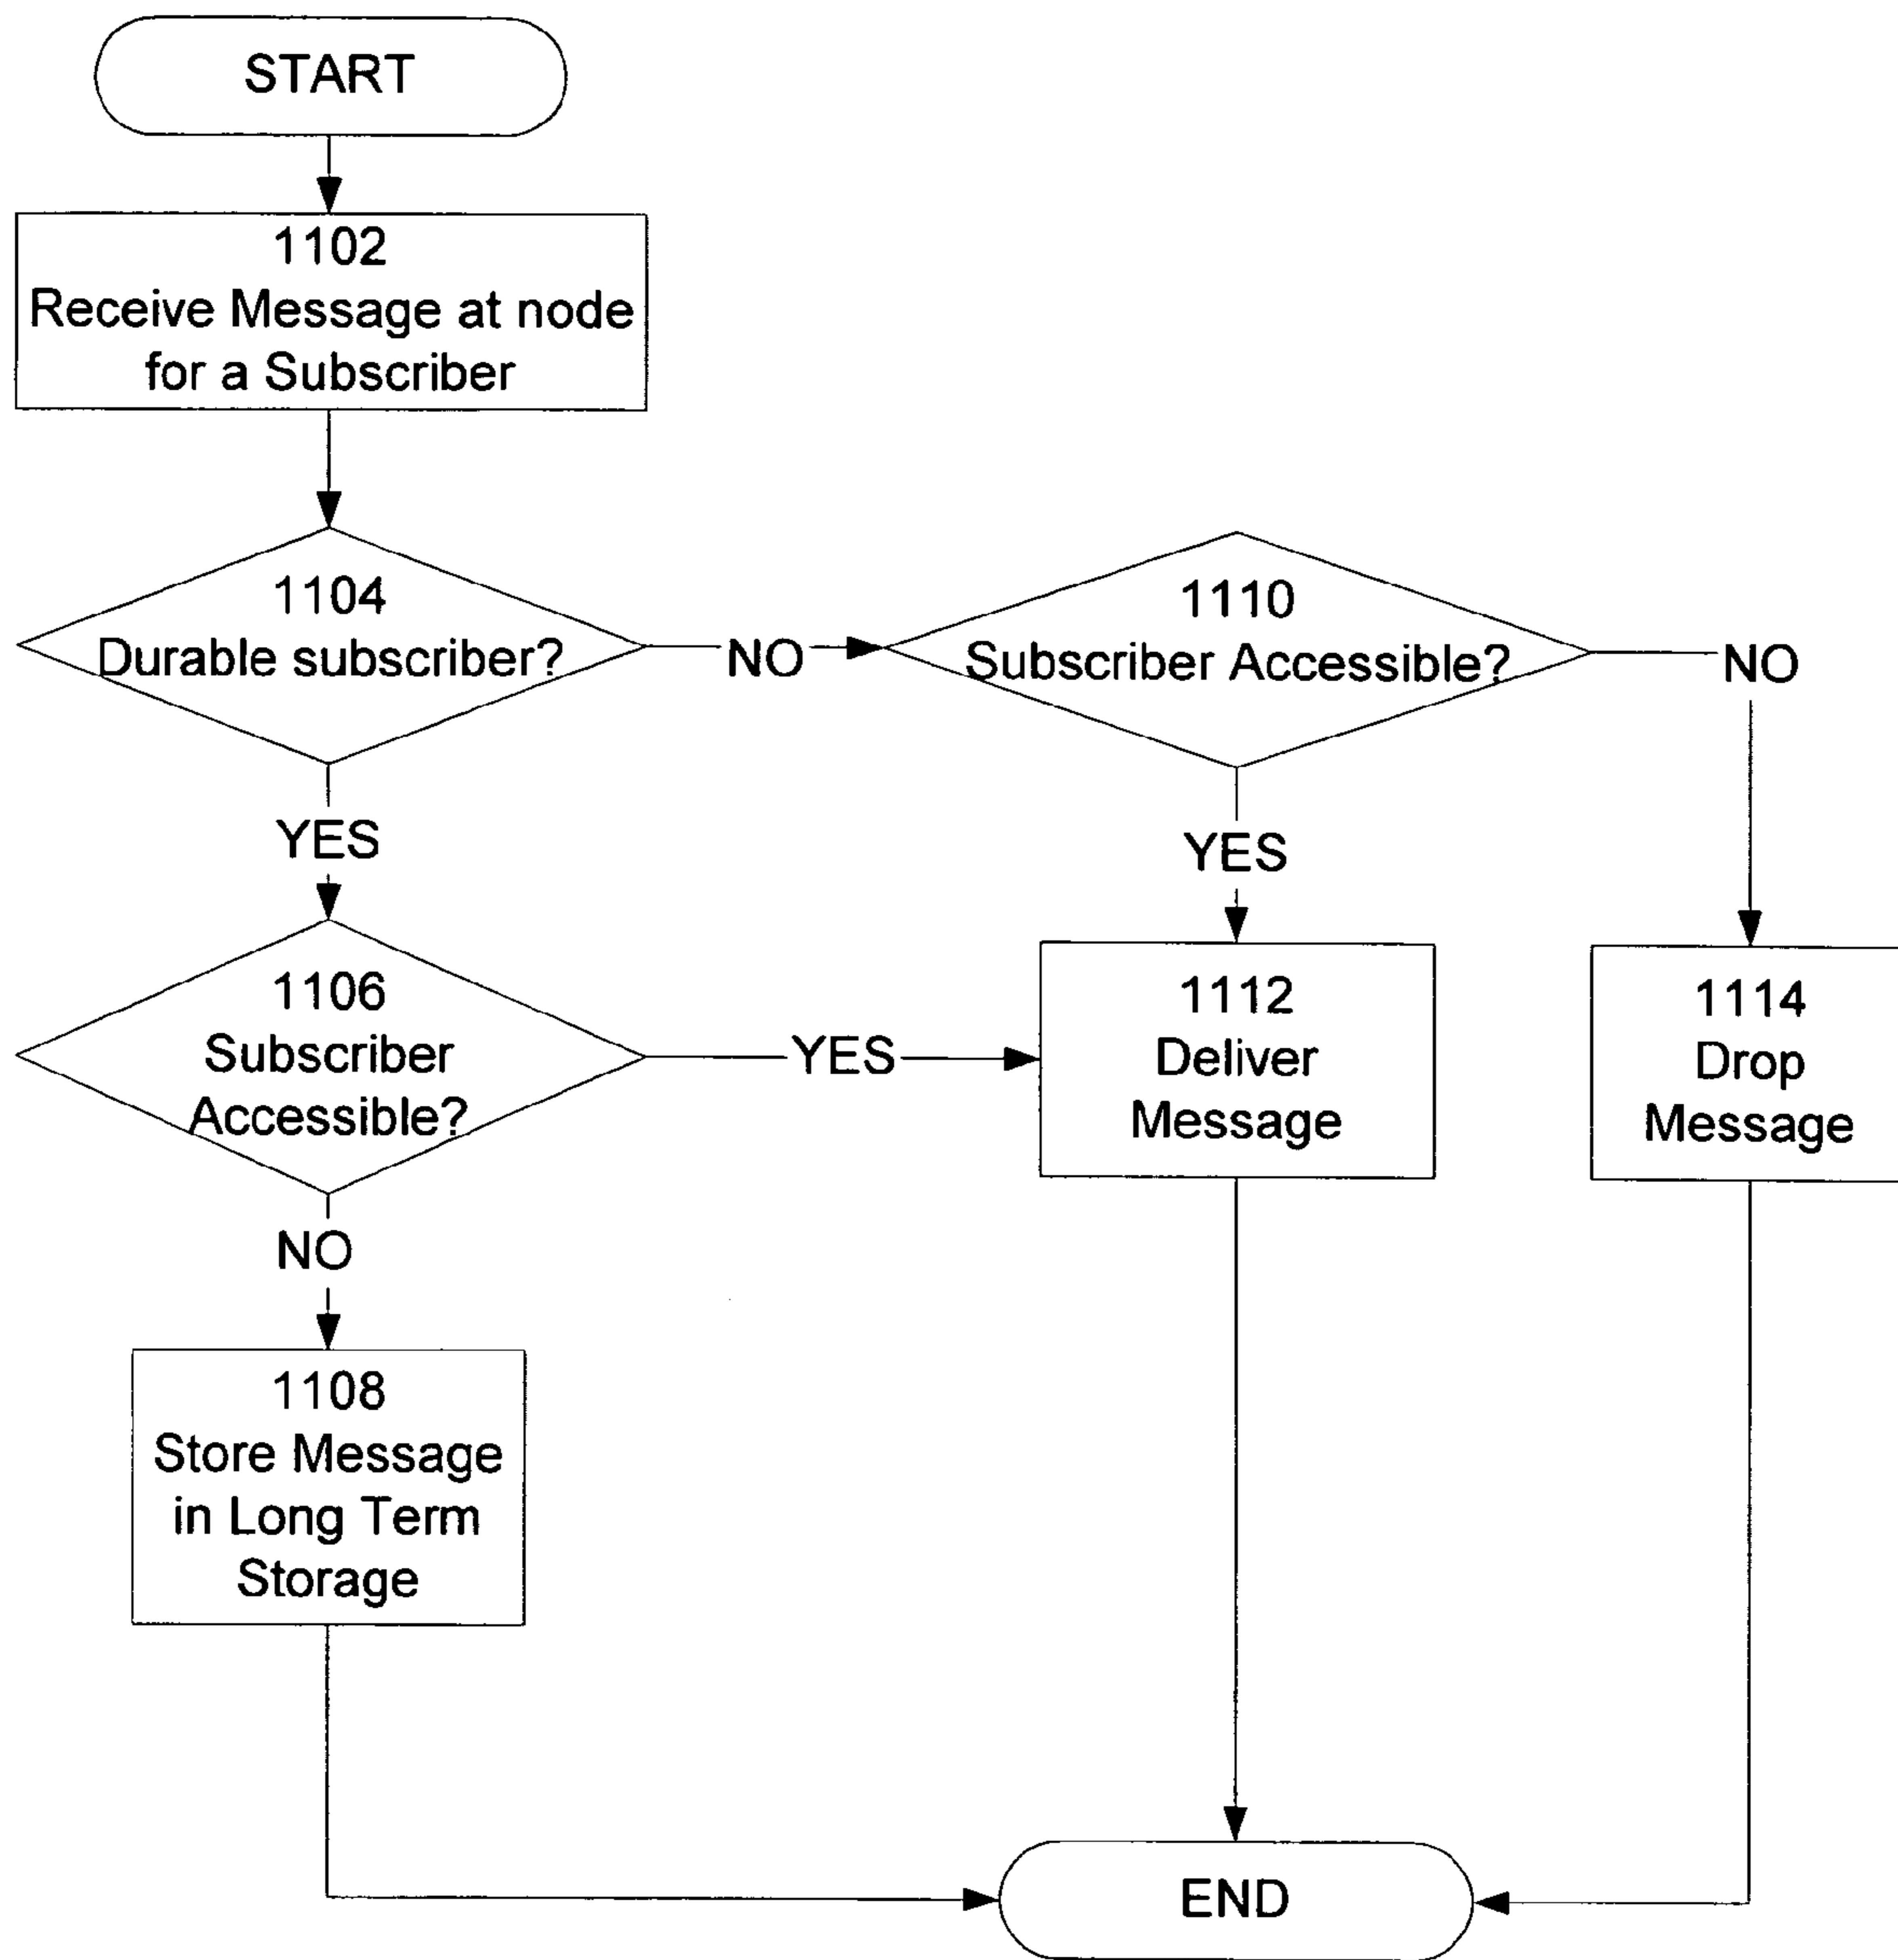 START
1102
Receive Message at node
for a Subscriber
1104
Durable subscriber?
NO
1110
Subscriber Accessible?
NO
YES
YES
1106
Subscriber
Accessible?
YES
1112
Deliver
Message
1114
Drop
Message
NO
1108
Store Message
in Long Term
Storage
END